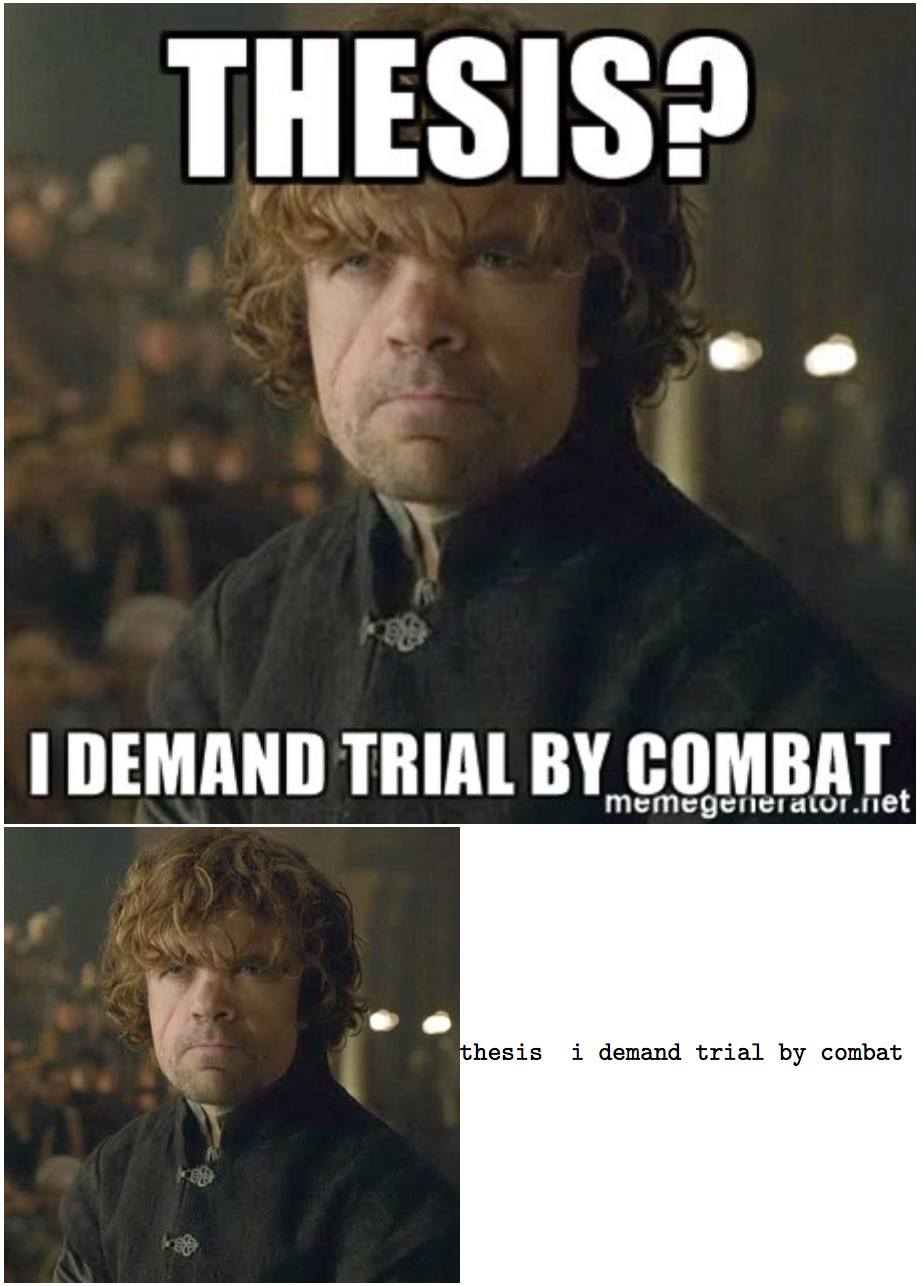 THESIS?
I DEMAND TRIAL BY COMBAT
memegenerator.net
thesis  i demand trial by combat